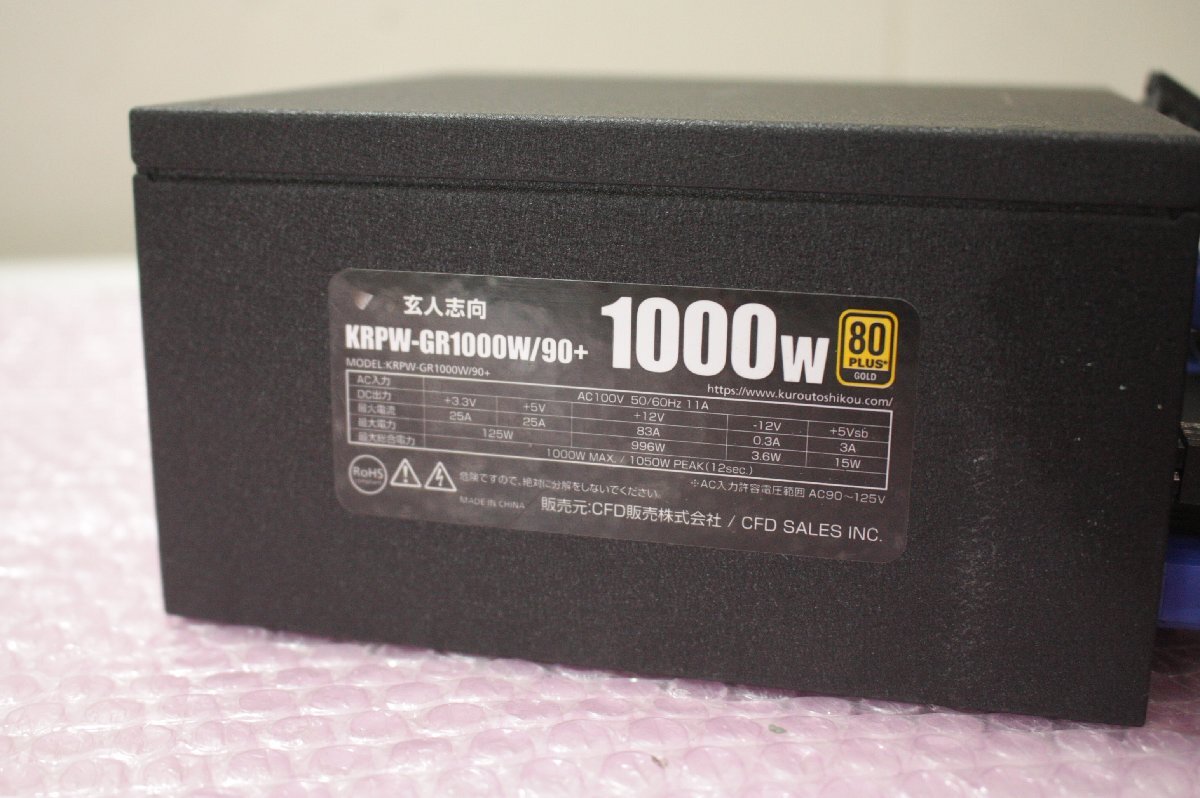 玄人志向
KRPW-GR1000W/90+
1000W
80
PLUS
GOLD
MODEL:KRPW-GR1000W/90+
https://www.kuroutoshikou.com/
AC入力 AC100V 50/60Hz 11A
DC出力 +3.3V +5V +12V -12V +5Vsb
最大電流 25A 25A 83A 0.3A 3A
最大電力 125W 996W 3.6W 15W
最大総合電力 1000W MAX. / 1050W PEAK(12sec.)
※AC入力許容電圧範囲 AC90～125V
RoHS
危険ですので、絶対に分解をしないでください。
MADE IN CHINA 販売元:CFD販売株式会社 / CFD SALES INC.